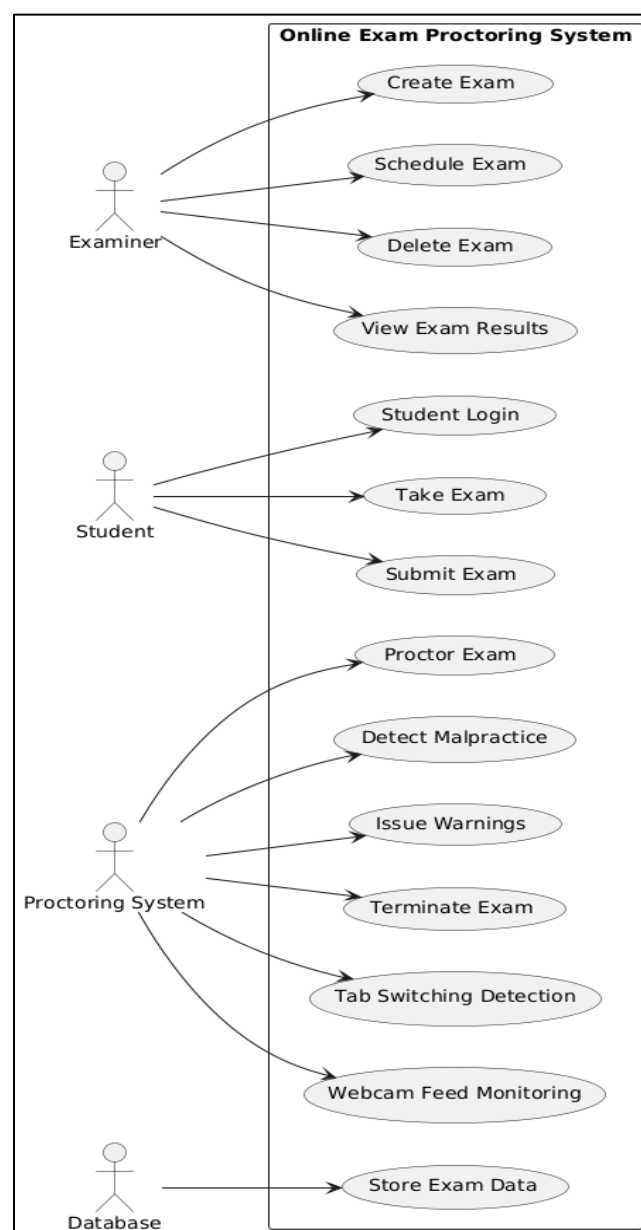 Online Exam Proctoring System
Create Exam
Schedule Exam
Examiner
Delete Exam
View Exam Results
Student Login
Take Exam
Student
Submit Exam
Proctor Exam
Detect Malpractice
Issue Warnings
Proctoring System
Terminate Exam
Tab Switching Detection
Webcam Feed Monitoring
Store Exam Data
Database